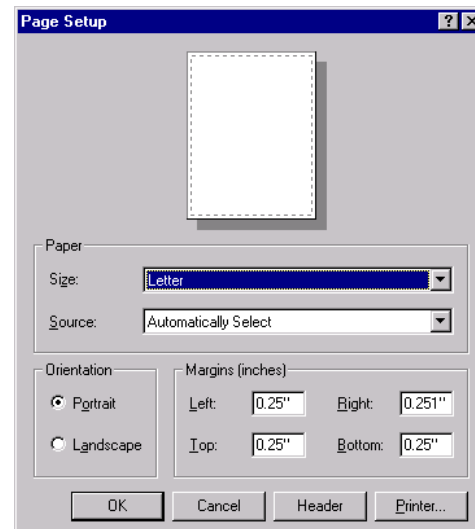 Page Setup
Paper
Size: Letter
Source: Automatically Select
Orientation Margins (inches)
Portrait Left: 0.25" Right: 0.251"
Landscape Top: 0.25" Bottom: 0.25"
OK Cancel Header Printer...